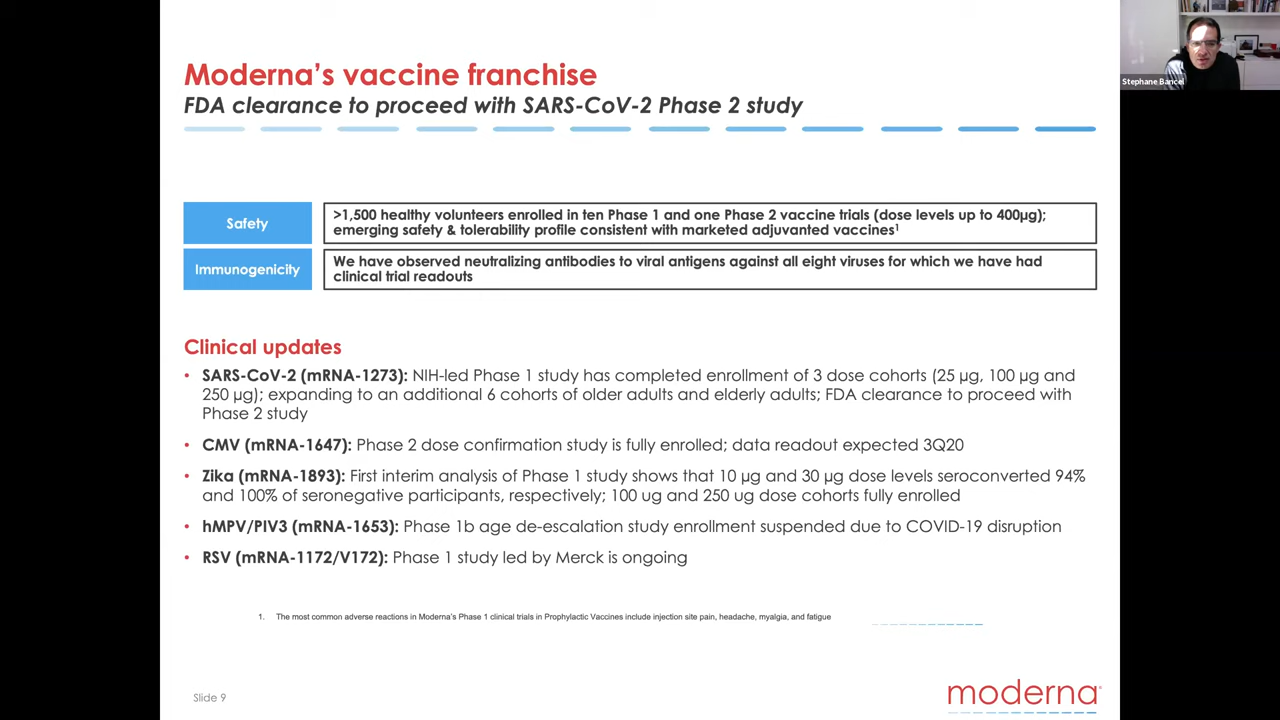 Moderna's vaccine franchise
FDA clearance to proceed with SARS-CoV-2 Phase 2 study
Stephane Bancel
Safety
>1,500 healthy volunteers enrolled in ten Phase 1 and one Phase 2 vaccine trials (dose levels up to 400µg);
emerging safety & tolerability profile consistent with marketed adjuvanted vaccines1
Immunogenicity
We have observed neutralizing antibodies to viral antigens against all eight viruses for which we have had
clinical trial readouts
Clinical updates
• SARS-CoV-2 (mRNA-1273): NIH-led Phase 1 study has completed enrollment of 3 dose cohorts (25 µg, 100 µg and
250 µg); expanding to an additional 6 cohorts of older adults and elderly adults; FDA clearance to proceed with
Phase 2 study
• CMV (mRNA-1647): Phase 2 dose confirmation study is fully enrolled; data readout expected 3Q20
• Zika (mRNA-1893): First interim analysis of Phase 1 study shows that 10 µg and 30 µg dose levels seroconverted 94%
and 100% of seronegative participants, respectively; 100 ug and 250 ug dose cohorts fully enrolled
• hMPV/PIV3 (mRNA-1653): Phase 1b age de-escalation study enrollment suspended due to COVID-19 disruption
• RSV (mRNA-1172/V172): Phase 1 study led by Merck is ongoing
1. The most common adverse reactions in Moderna's Phase 1 clinical trials in Prophylactic Vaccines include injection site pain, headache, myalgia, and fatigue
Slide 9
moderna